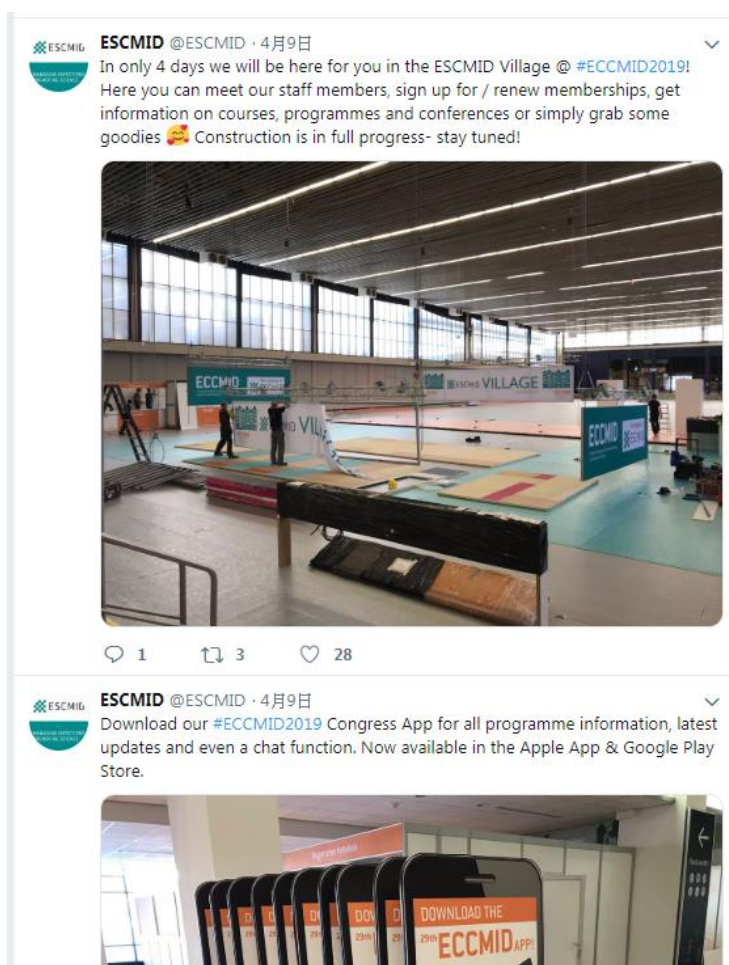 ESCMID
ESCMID @ESCMID · 4月9日
In only 4 days we will be here for you in the ESCMID Village @ #ECCMID2019!
Here you can meet our staff members, sign up for / renew memberships, get
information on courses, programmes and conferences or simply grab some
goodies 🥰 Construction is in full progress- stay tuned!
ECCMID
ESCMID VILLAGE
VILL
ECCMID
ESCMID
1 3 28
ESCMID
ESCMID @ESCMID · 4月9日
Download our #ECCMID2019 Congress App for all programme information, latest
updates and even a chat function. Now available in the Apple App & Google Play
Store.
DOWNLOAD THE
29th ECCMID APP!